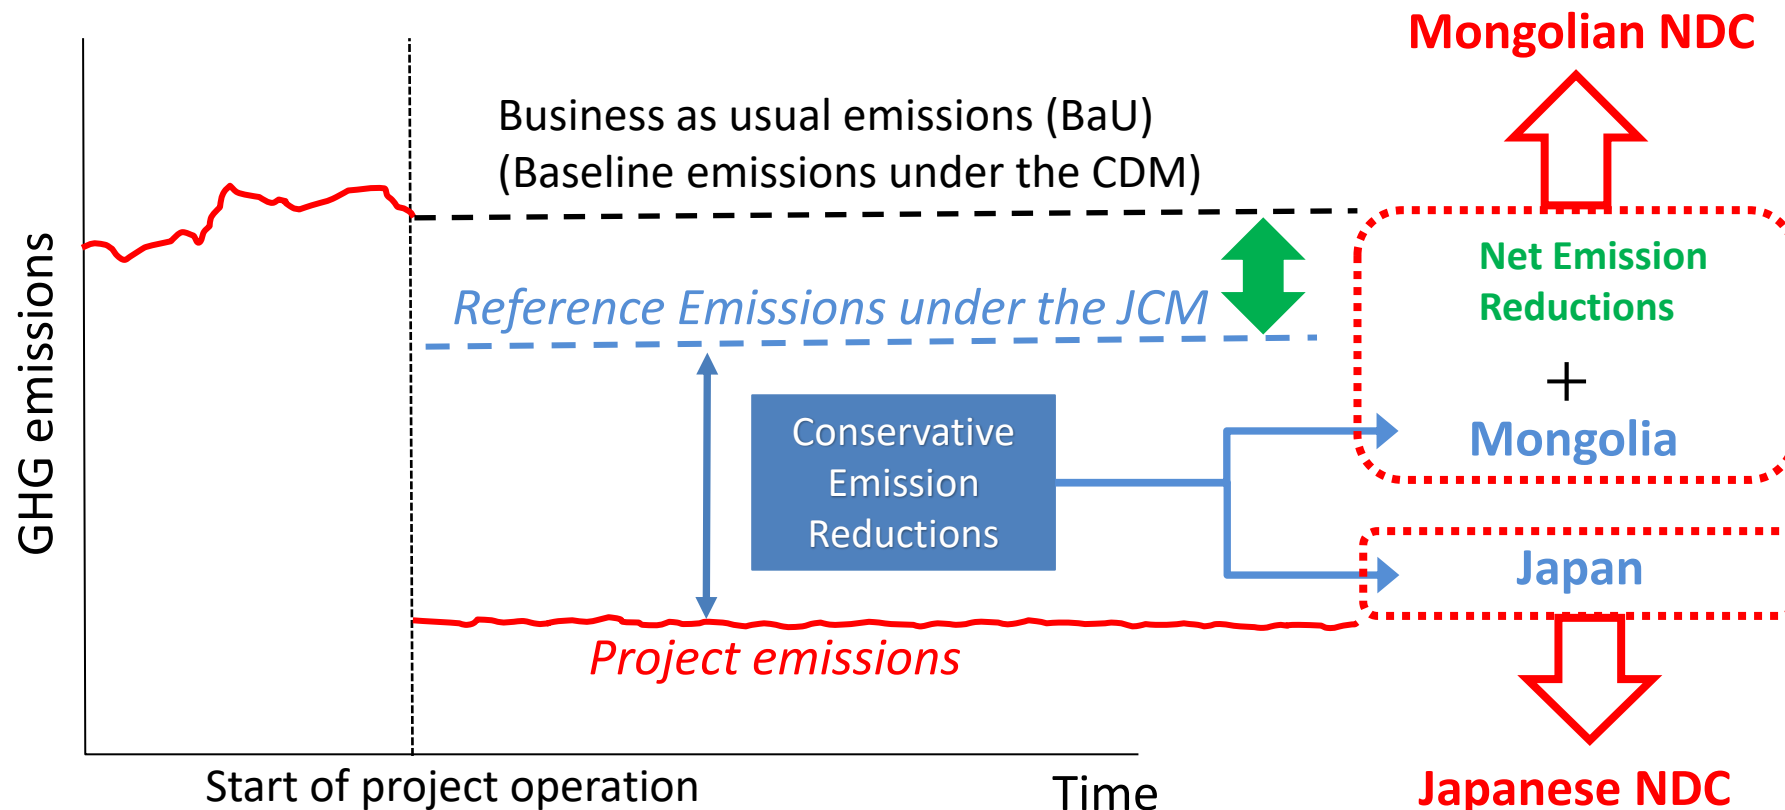 Mongolian NDC
Business as usual emissions (BaU)
(Baseline emissions under the CDM)
Net Emission
Reductions
Reference Emissions under the JCM
+
Mongolia
Conservative
Emission
Reductions
Japan
GHG emissions
Project emissions
Start of project operation
Time
Japanese NDC